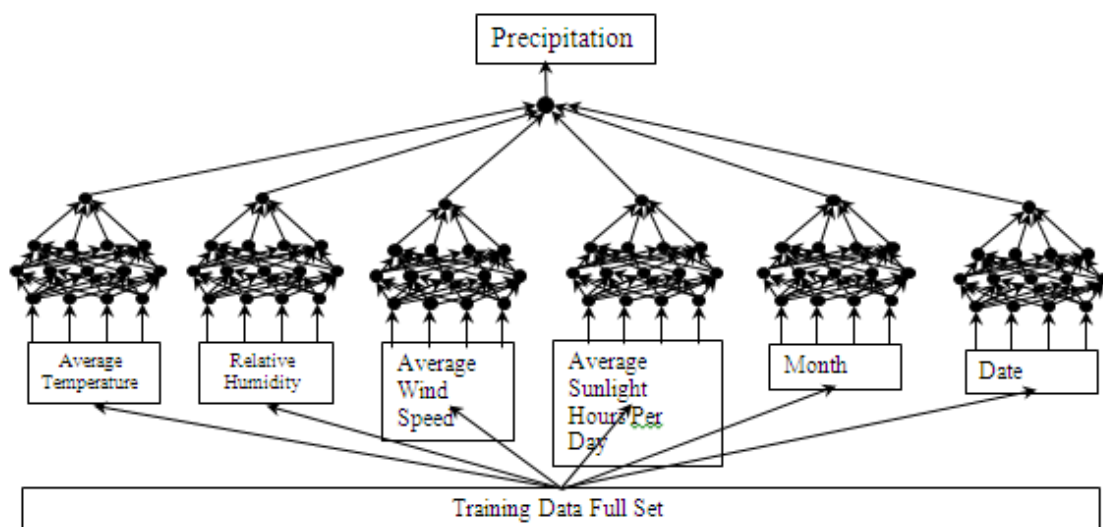 Precipitation
Average
Temperature
Relative
Humidity
Average
Wind
Speed
Average
Sunlight
Hours Per
Day
Month
Date
Training Data Full Set